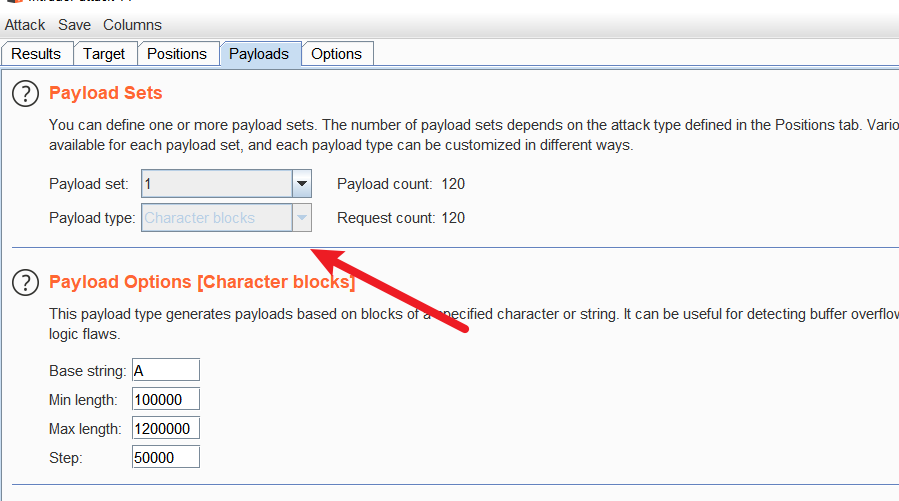 Attack Save Columns
Results Target Positions Payloads Options
? Payload Sets
You can define one or more payload sets. The number of payload sets depends on the attack type defined in the Positions tab. Vario
available for each payload set, and each payload type can be customized in different ways.
Payload set: 1 Payload count: 120
Payload type: Character blocks Request count: 120
? Payload Options [Character blocks]
This payload type generates payloads based on blocks of a specified character or string. It can be useful for detecting buffer overflow
logic flaws.
Base string: A
Min length: 100000
Max length: 1200000
Step: 50000